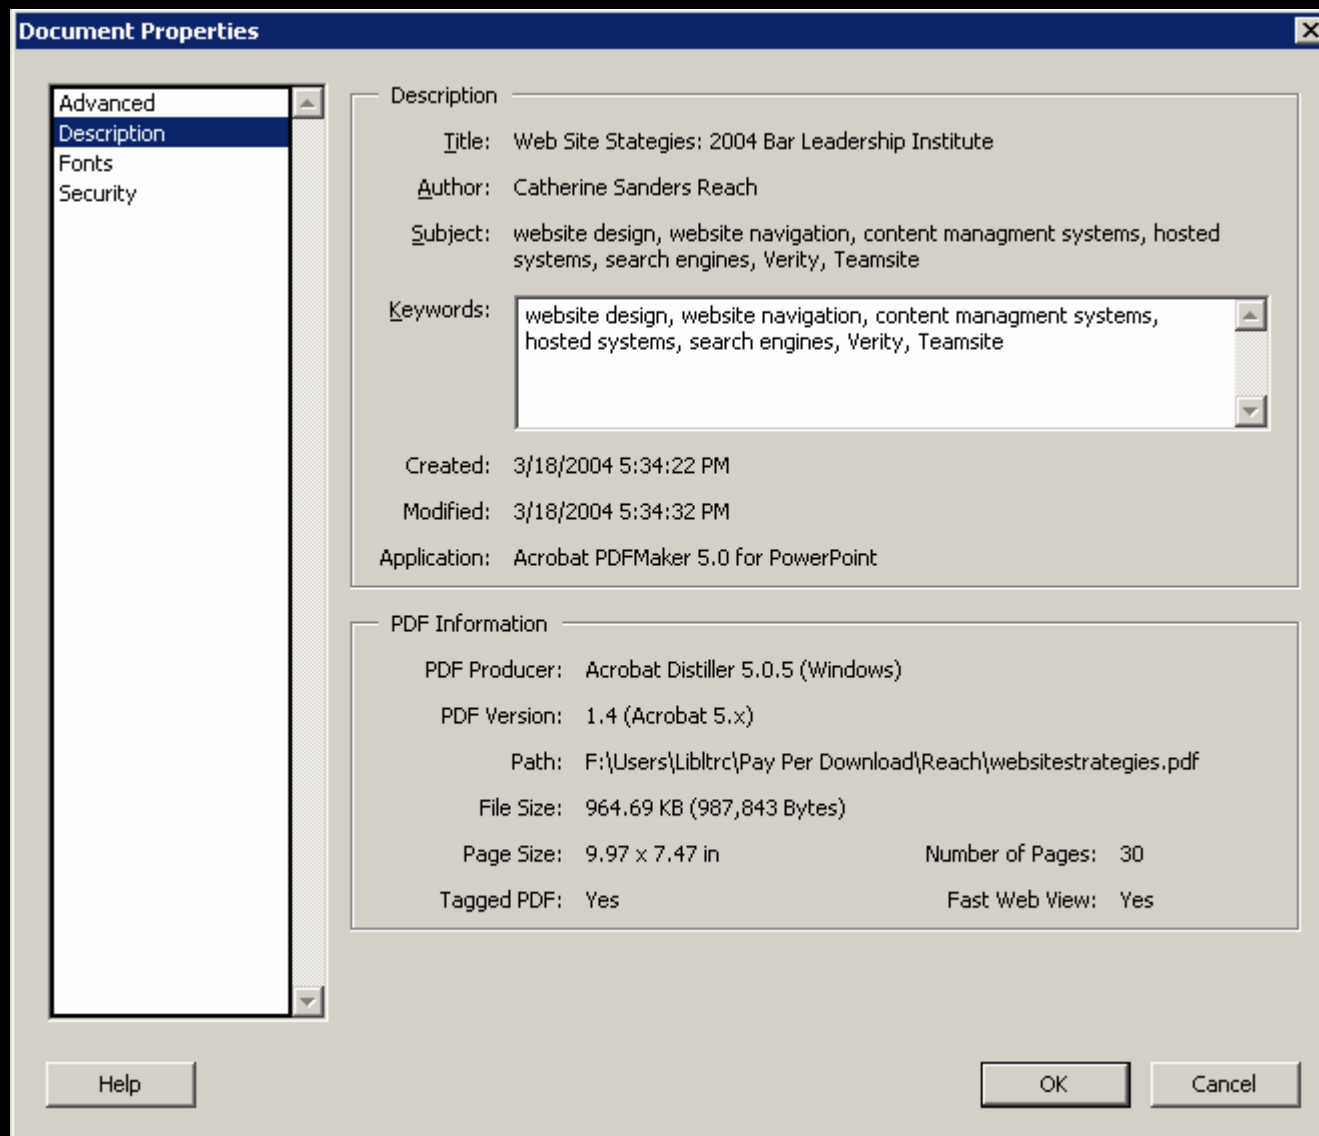 Document Properties
Advanced
Description
Fonts
Security
Description
Title: Web Site Stategies: 2004 Bar Leadership Institute
Author: Catherine Sanders Reach
Subject: website design, website navigation, content managment systems, hosted
systems, search engines, Verity, Teamsite
Keywords: website design, website navigation, content managment systems,
hosted systems, search engines, Verity, Teamsite
Created: 3/18/2004 5:34:22 PM
Modified: 3/18/2004 5:34:32 PM
Application: Acrobat PDFMaker 5.0 for PowerPoint
PDF Information
PDF Producer: Acrobat Distiller 5.0.5 (Windows)
PDF Version: 1.4 (Acrobat 5.x)
Path: F:\Users\Libltrc\Pay Per Download\Reach\websitestrategies.pdf
File Size: 964.69 KB (987,843 Bytes)
Page Size: 9.97 x 7.47 in Number of Pages: 30
Tagged PDF: Yes Fast Web View: Yes
Help OK Cancel